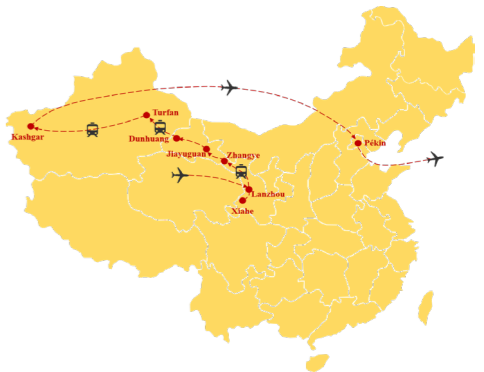 Turfan
Kashgar
Dunhuang
Jiayuguan
Zhangye
Pékin
Lanzhou
Xiahe